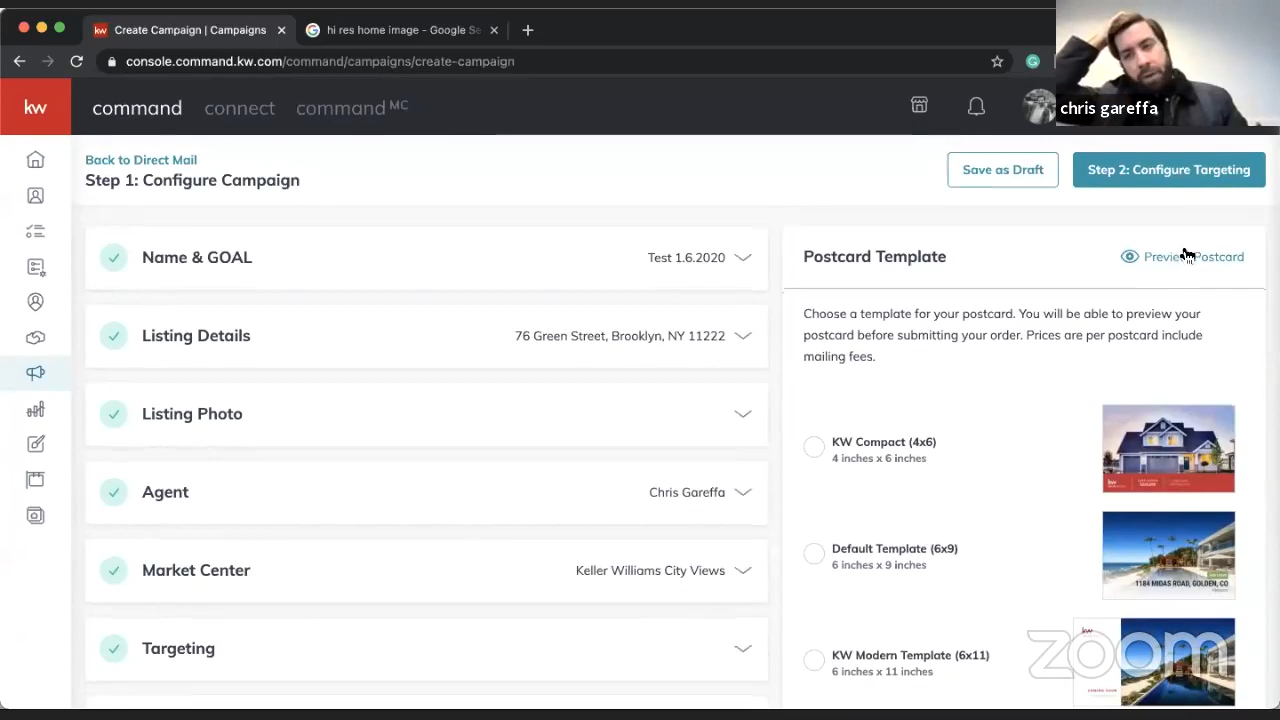 Create Campaign | Campaigns
hi res home image - Google Se
console.command.kw.com/command/campaigns/create-campaign
kw
command connect command MC
chris gareffa
Back to Direct Mail
Step 1: Configure Campaign
Save as Draft
Step 2: Configure Targeting
Name & GOAL
Test 1.6.2020
Listing Details
76 Green Street, Brooklyn, NY 11222
Listing Photo
Agent
Chris Gareffa
Market Center
Keller Williams City Views
Targeting
Postcard Template
Preview Postcard
Choose a template for your postcard. You will be able to preview your
postcard before submitting your order. Prices are per postcard include
mailing fees.
KW Compact (4x6)
4 inches x 6 inches
kw
Default Template (6x9)
6 inches x 9 inches
1184 MIDAS ROAD, GOLDEN, CO
KW Modern Template (6x11)
6 inches x 11 inches
kw
COMING SOON
zoom